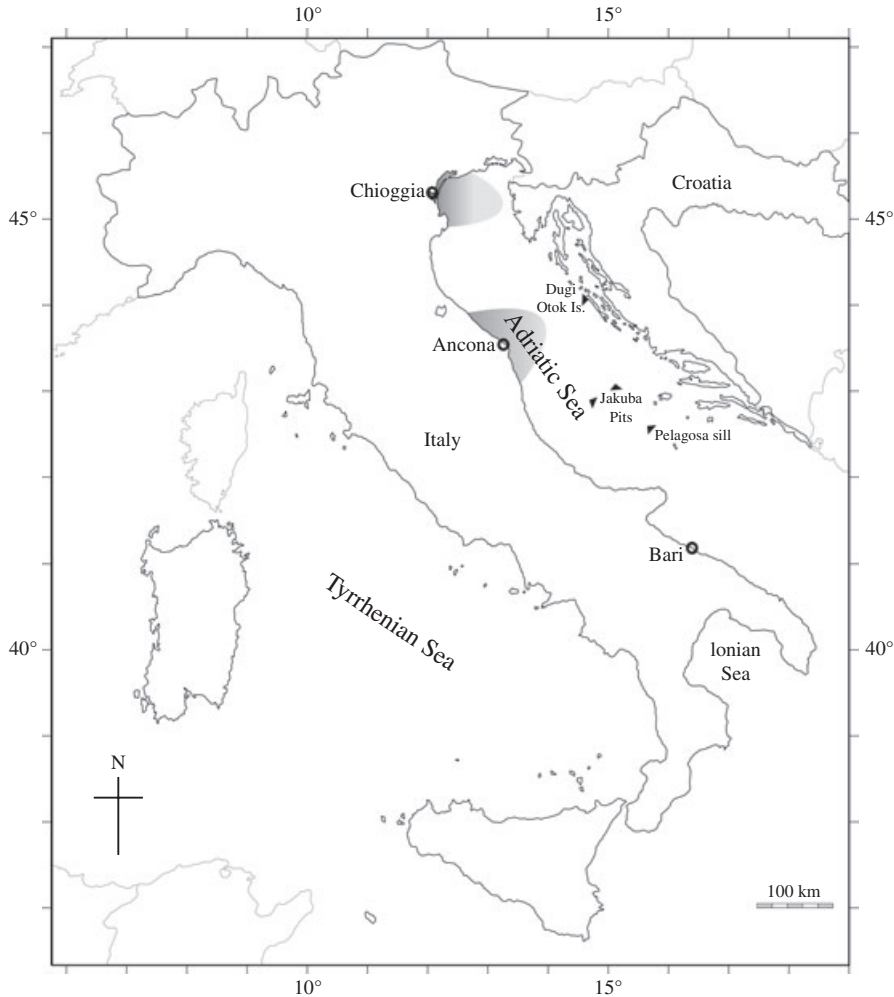 10°
15°
Chioggia
Croatia
45°
45°
Dugi
Otok Is.
Ancona
Adriatic Sea
Jakuba
Pits
Italy
Pelagosa sill
Bari
Tyrrhenian Sea
40°
40°
Ionian
Sea
N
100 km
10°
15°